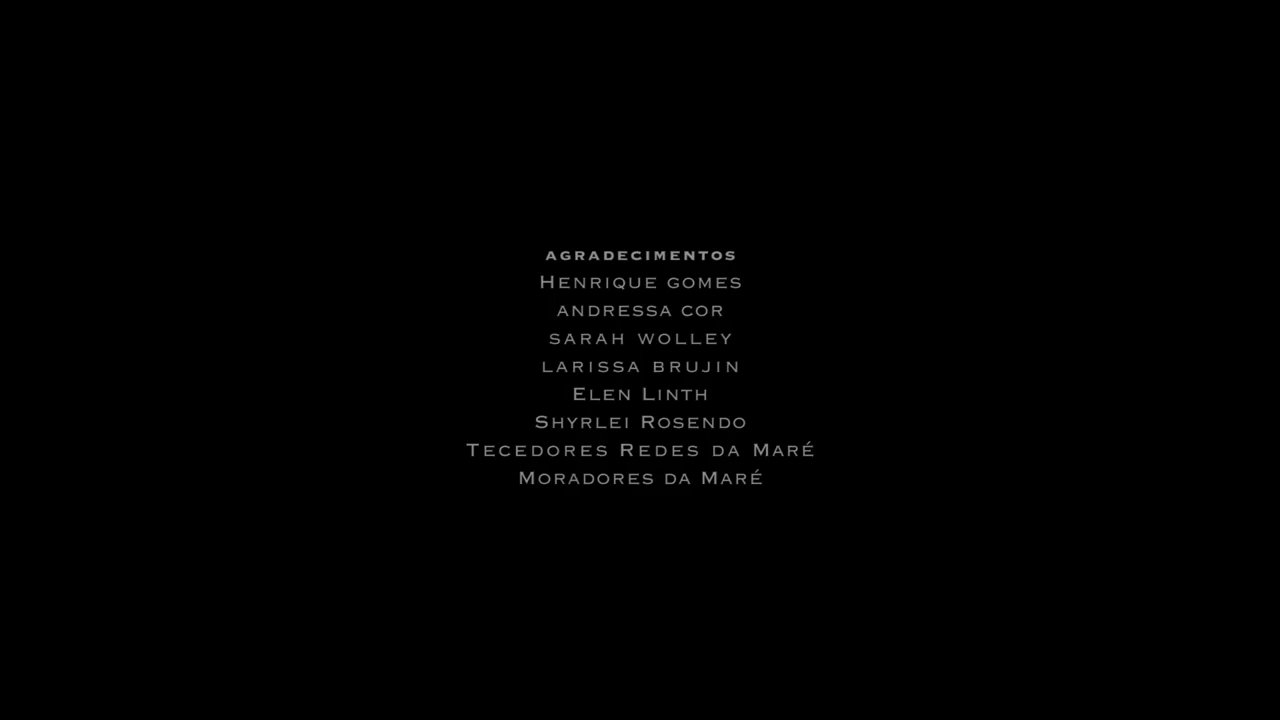 AGRADECIMENTOS
HENRIQUE GOMES
ANDRESSA COR
SARAH WOLLEY
LARISSA BRUJIN
ELEN LINTH
SHYRLEI ROSENDO
TECEDORES REDES DA MARÉ
MORADORES DA MARÉ